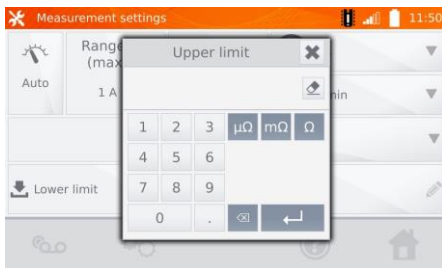 Measurement settings 11:50
Range
(max
Auto
1 A
Upper limit
min
1 2 3 μΩ mΩ Ω
4 5 6
7 8 9
0 .
Lower limit